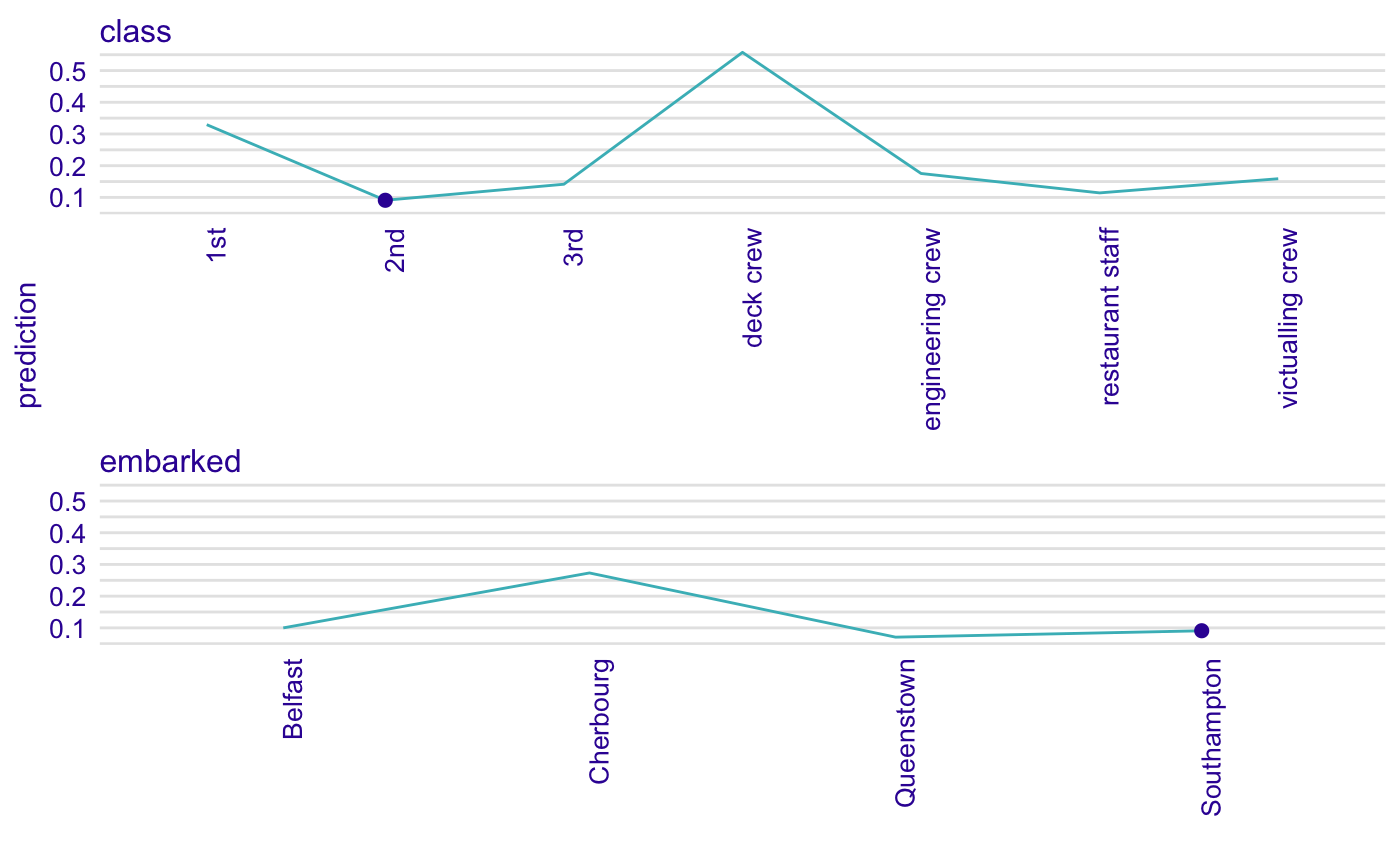 class
0.5
0.4
0.3
0.2
0.1
1st
2nd
3rd
deck crew
engineering crew
restaurant staff
victualling crew
prediction
embarked
0.5
0.4
0.3
0.2
0.1
Belfast
Cherbourg
Queenstown
Southampton